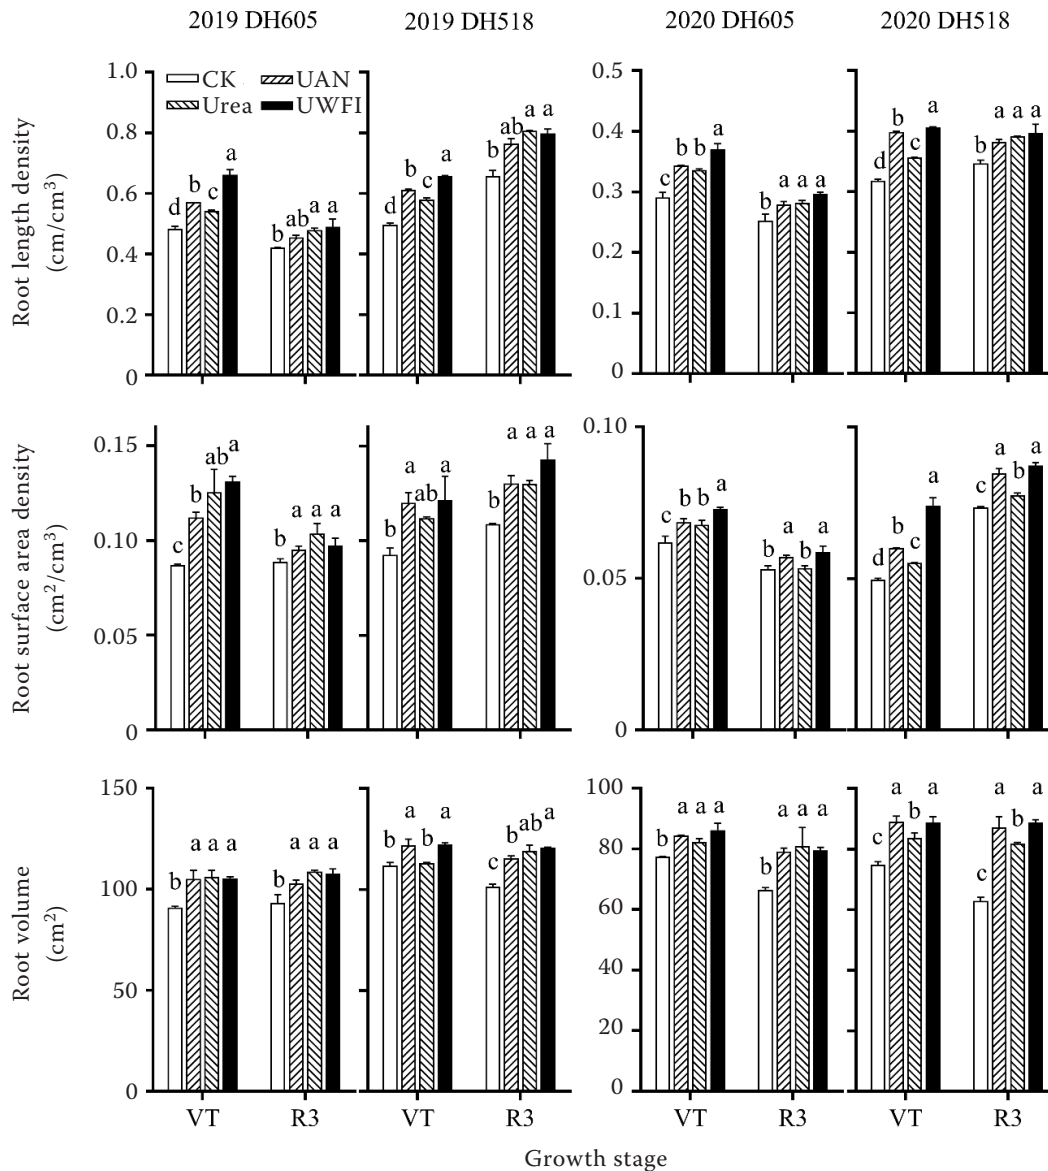 2019 DH605 2019 DH518 2020 DH605 2020 DH518
Root length density
(cm/cm³)
1.0
0.8
0.6
0.4
0.2
0
CK UAN
Urea UWFI
d b c a b ab a a
b b c a b ab a a
0.5
0.4
0.3
0.2
0.1
0
c b b a b a a a
d b c a b a a a
Root surface area density
(cm²/cm³)
0.15
0.10
0.05
0
c b ab a b a a a
b a ab a b a a a
0.10
0.05
0
c b b a b a b a
d b c a c a b a
Root volume
(cm²)
150
100
50
0
b a a a b a a a
b a b a c b ab a
100
80
60
40
20
0
b a a a b a a a
c a b a c a b a
VT R3 VT R3 VT R3 VT R3
Growth stage